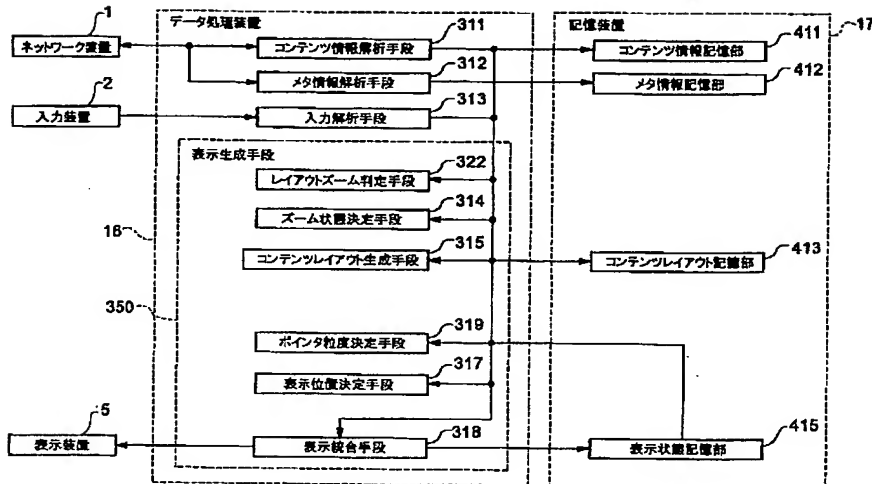 データ処理装置
記憶装置
17
1
ネットワーク装置
311
コンテンツ情報解析手段
411
コンテンツ情報記憶部
312
メタ情報解析手段
412
メタ情報記憶部
2
入力装置
313
入力解析手段
表示生成手段
322
レイアウトズーム判定手段
314
ズーム状態決定手段
16
315
コンテンツレイアウト生成手段
413
コンテンツレイアウト記憶部
350
319
ポインタ粒度決定手段
317
表示位置決定手段
5
表示装置
318
表示統合手段
415
表示状態記憶部